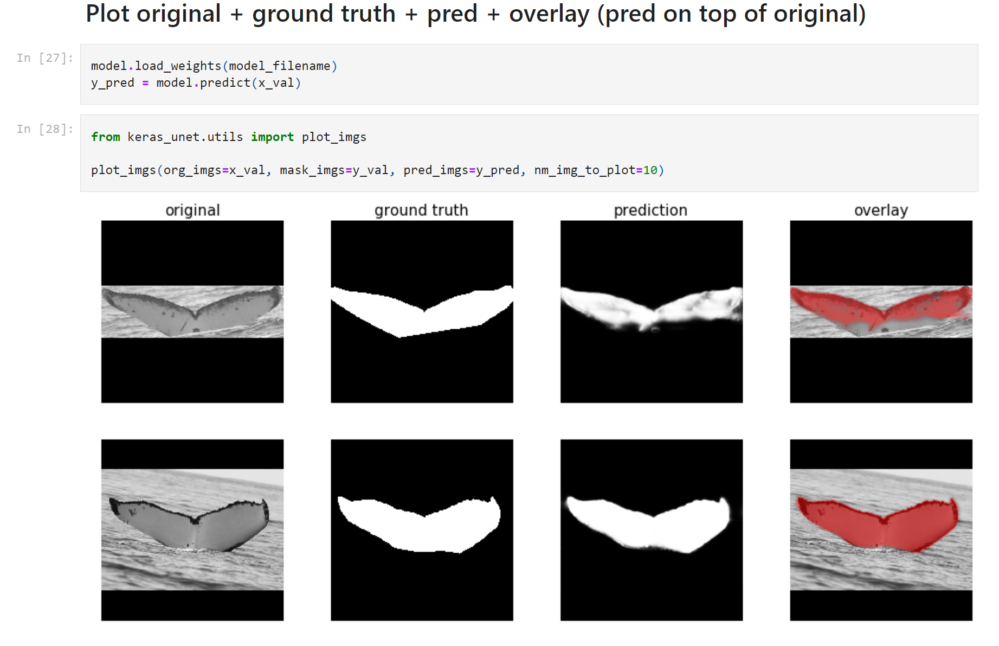 Plot original + ground truth + pred + overlay (pred on top of original)
In [27]:
model.load_weights(model_filename)
y_pred = model.predict(x_val)
In [28]:
from keras_unet.utils import plot_imgs
plot_imgs(org_imgs=x_val, mask_imgs=y_val, pred_imgs=y_pred, nm_img_to_plot=10)
original ground truth prediction overlay